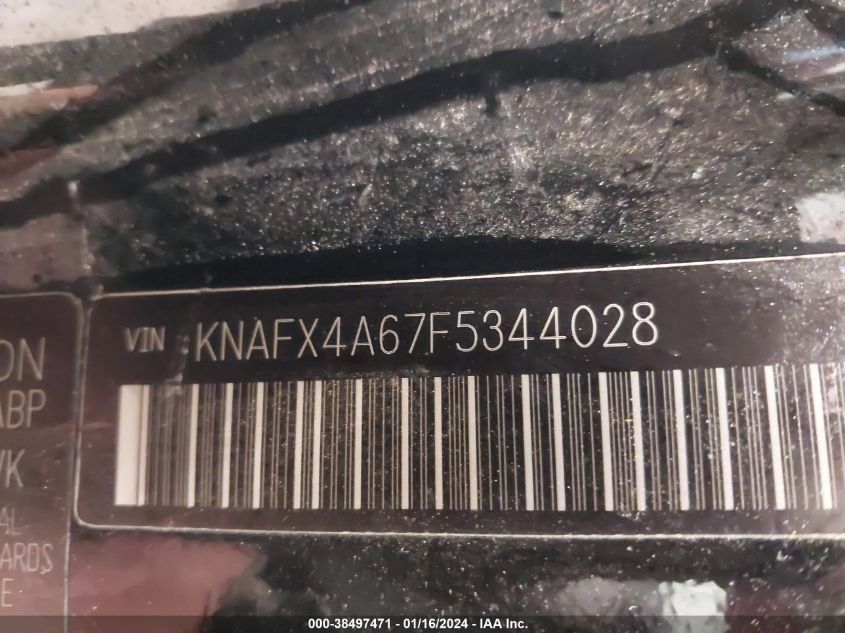 VIN KNAFX4A67F5344028
ON
ABP
VK
AL
ARDS
E
000-38497471 - 01/16/2024 - IAA Inc.